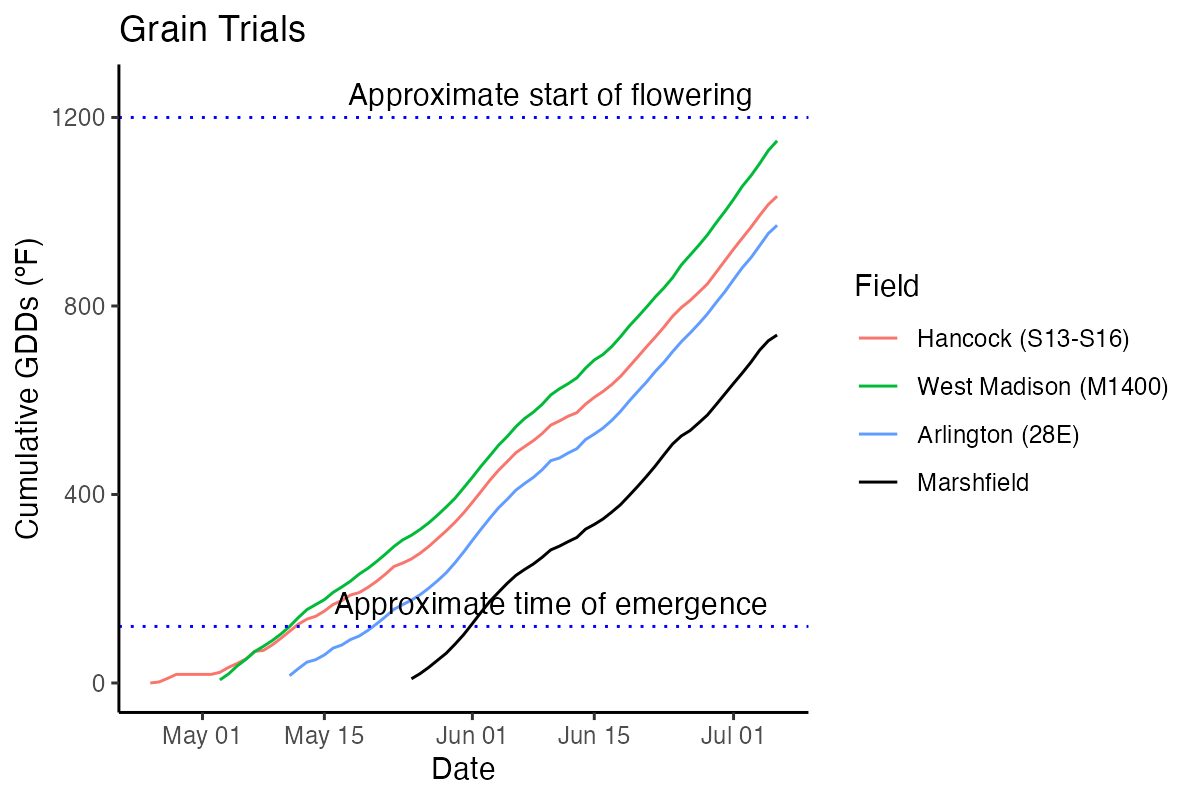 Grain Trials
Approximate start of flowering
1200
800
400
0
Cumulative GDDs (°F)
Approximate time of emergence
May 01
May 15
Jun 01
Jun 15
Jul 01
Date
Field
Hancock (S13-S16)
West Madison (M1400)
Arlington (28E)
Marshfield